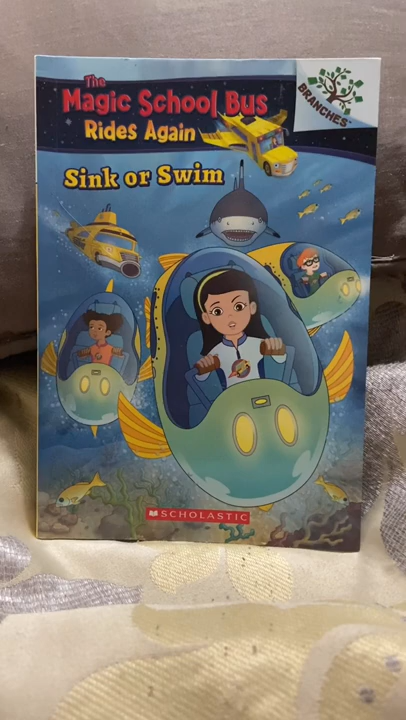 The
Magic School Bus
Rides Again
BRANCHES
Sink or Swim
SCHOLASTIC